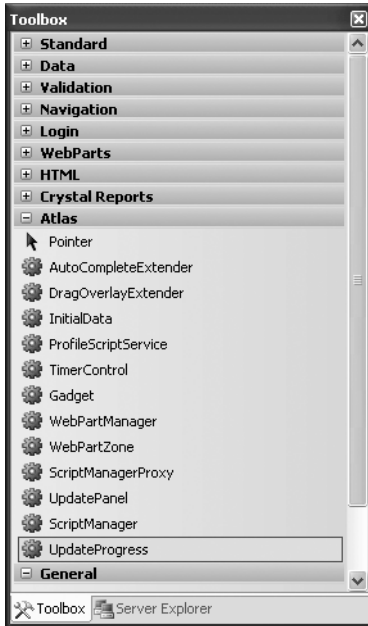 Toolbox
Standard
Data
Validation
Navigation
Login
WebParts
HTML
Crystal Reports
Atlas
Pointer
AutoCompleteExtender
DragOverlayExtender
InitialData
ProfileScriptService
TimerControl
Gadget
WebPartManager
WebPartZone
ScriptManagerProxy
UpdatePanel
ScriptManager
UpdateProgress
General
Toolbox Server Explorer